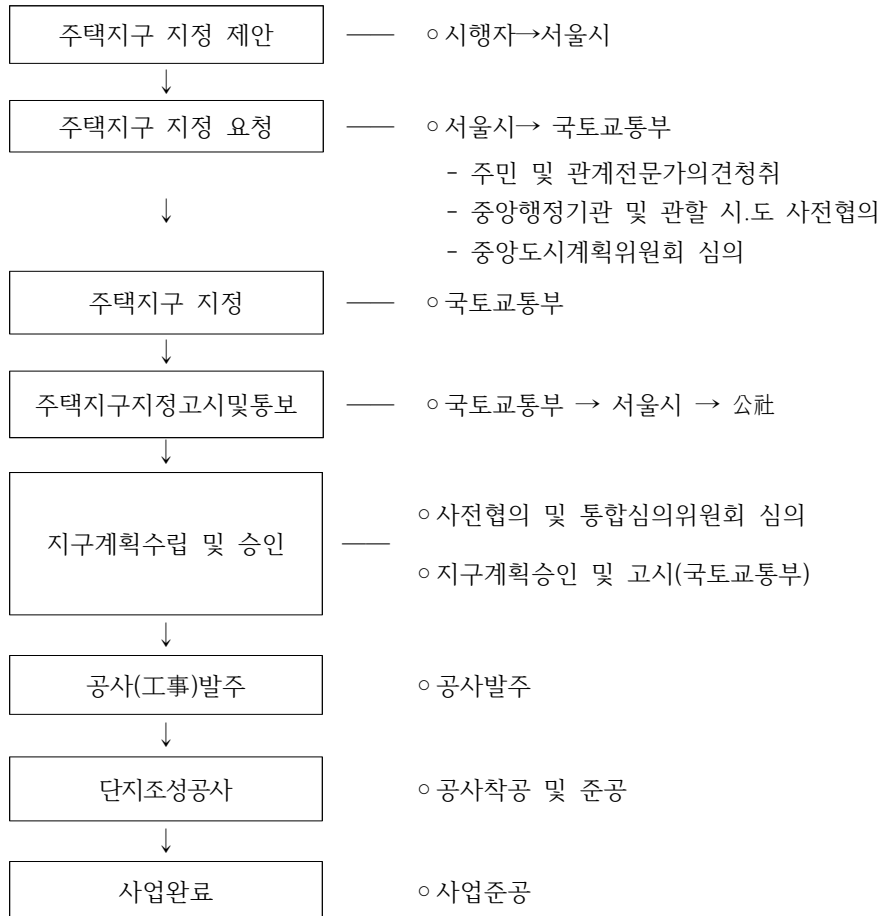 주택지구 지정 제안 ── ○ 시행자→서울시
↓
주택지구 지정 요청 ── ○ 서울시→ 국토교통부
- 주민 및 관계전문가의견청취
↓ - 중앙행정기관 및 관할 시.도 사전협의
- 중앙도시계획위원회 심의
주택지구 지정 ── ○ 국토교통부
↓
주택지구지정고시및통보 ── ○ 국토교통부 → 서울시 → 公社
↓
○ 사전협의 및 통합심의위원회 심의
지구계획수립 및 승인 ──
○ 지구계획승인 및 고시(국토교통부)
↓
공사(工事)발주 ○ 공사발주
↓
단지조성공사 ○ 공사착공 및 준공
↓
사업완료 ○ 사업준공